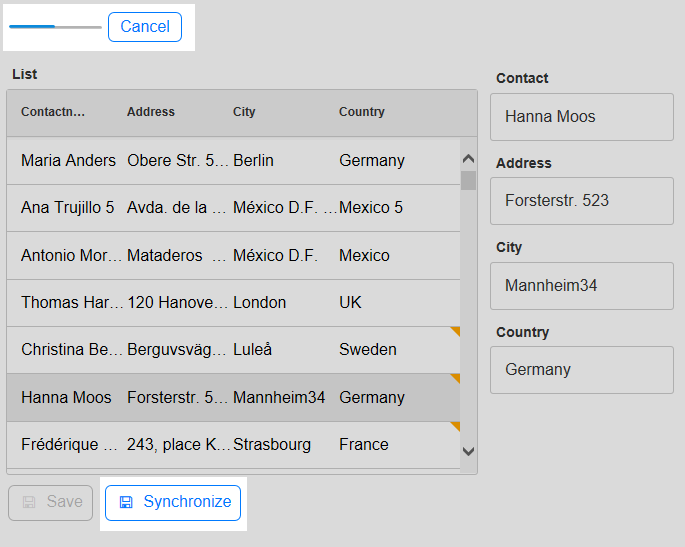 Cancel
List
Contactn... Address City Country
Maria Anders Obere Str. 5... Berlin Germany
Ana Trujillo 5 Avda. de la ... México D.F. ... Mexico 5
Antonio Mor... Mataderos ... México D.F. Mexico
Thomas Har... 120 Hanove... London UK
Christina Be... Berguvsväg... Luleå Sweden
Hanna Moos Forsterstr. 5... Mannheim34 Germany
Frédérique ... 243, place K... Strasbourg France
Save
Synchronize
Contact
Hanna Moos
Address
Forsterstr. 523
City
Mannheim34
Country
Germany